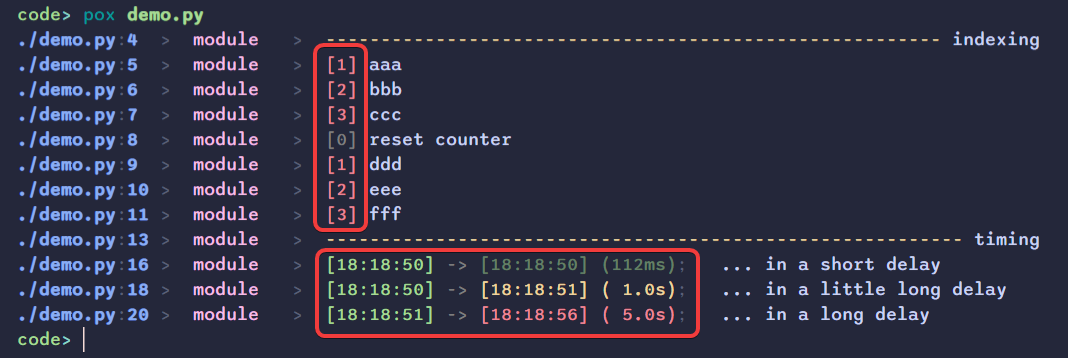 code> pox demo.py
./demo.py:4 > module > -------------------------------------------------------- indexing
./demo.py:5 > module > [1] aaa
./demo.py:6 > module > [2] bbb
./demo.py:7 > module > [3] ccc
./demo.py:8 > module > [0] reset counter
./demo.py:9 > module > [1] ddd
./demo.py:10 > module > [2] eee
./demo.py:11 > module > [3] fff
./demo.py:13 > module > ---------------------------------------------------------- timing
./demo.py:16 > module > [18:18:50] -> [18:18:50] (112ms); ... in a short delay
./demo.py:18 > module > [18:18:50] -> [18:18:51] ( 1.0s); ... in a little long delay
./demo.py:20 > module > [18:18:51] -> [18:18:56] ( 5.0s); ... in a long delay
code>